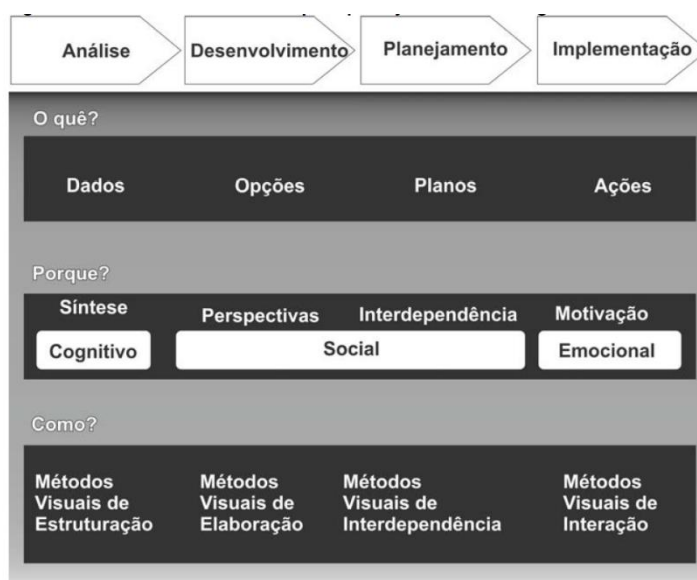 Análise Desenvolvimento Planejamento Implementação
O quê?
Dados Opções Planos Ações
Porque?
Síntese Perspectivas Interdependência Motivação
Cognitivo Social Emocional
Como?
Métodos Métodos Métodos Métodos
Visuais de Visuais de Visuais de Visuais de
Estruturação Elaboração Interdependência Interação